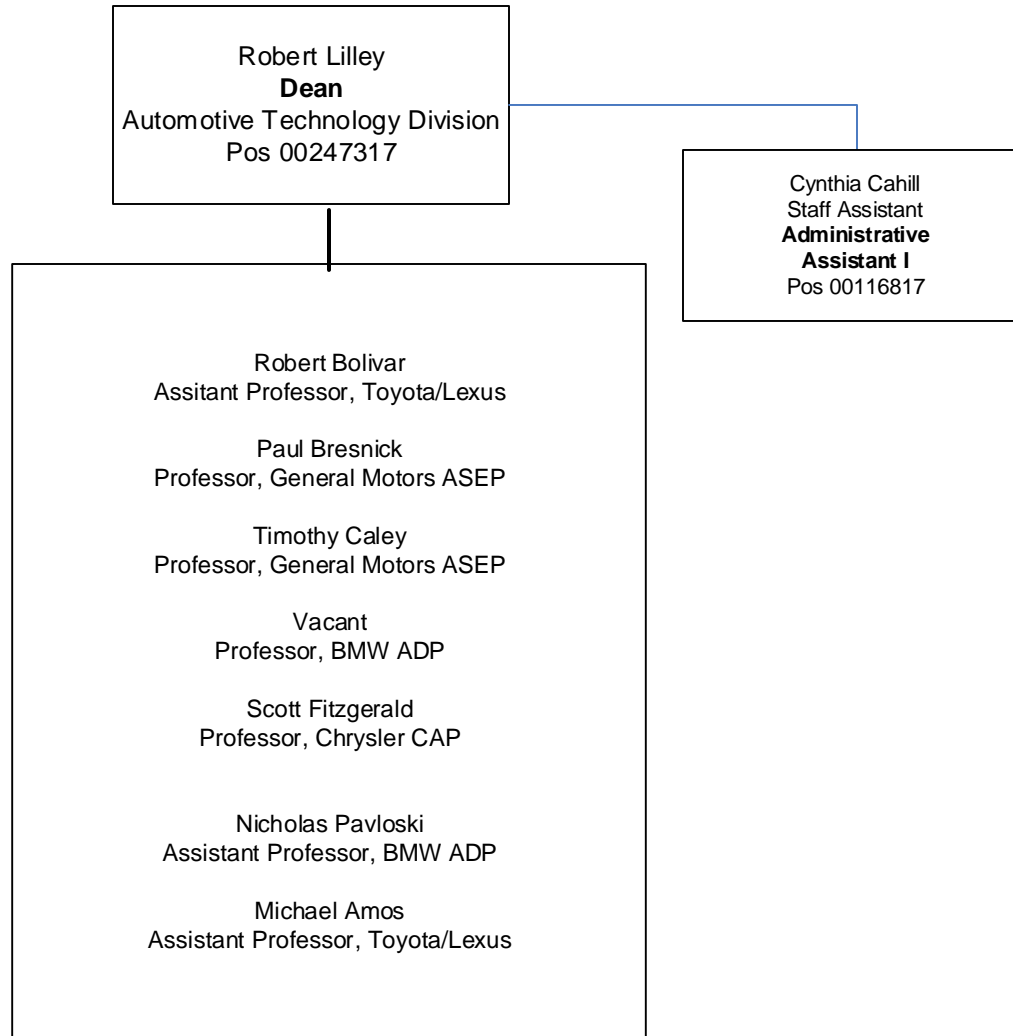 Robert Lilley
Dean
Automotive Technology Division
Pos 00247317
Cynthia Cahill
Staff Assistant
Administrative
Assistant I
Pos 00116817
Robert Bolivar
Assitant Professor, Toyota/Lexus
Paul Bresnick
Professor, General Motors ASEP
Timothy Caley
Professor, General Motors ASEP
Vacant
Professor, BMW ADP
Scott Fitzgerald
Professor, Chrysler CAP
Nicholas Pavloski
Assistant Professor, BMW ADP
Michael Amos
Assistant Professor, Toyota/Lexus